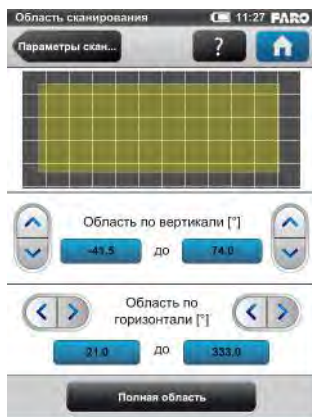 Область сканирования 11:27 FARO
Параметры скан... ?
Область по вертикали [°]
-41.5 до 74.0
Область по
горизонтали [°]
21.0 до 333.0
Полная область